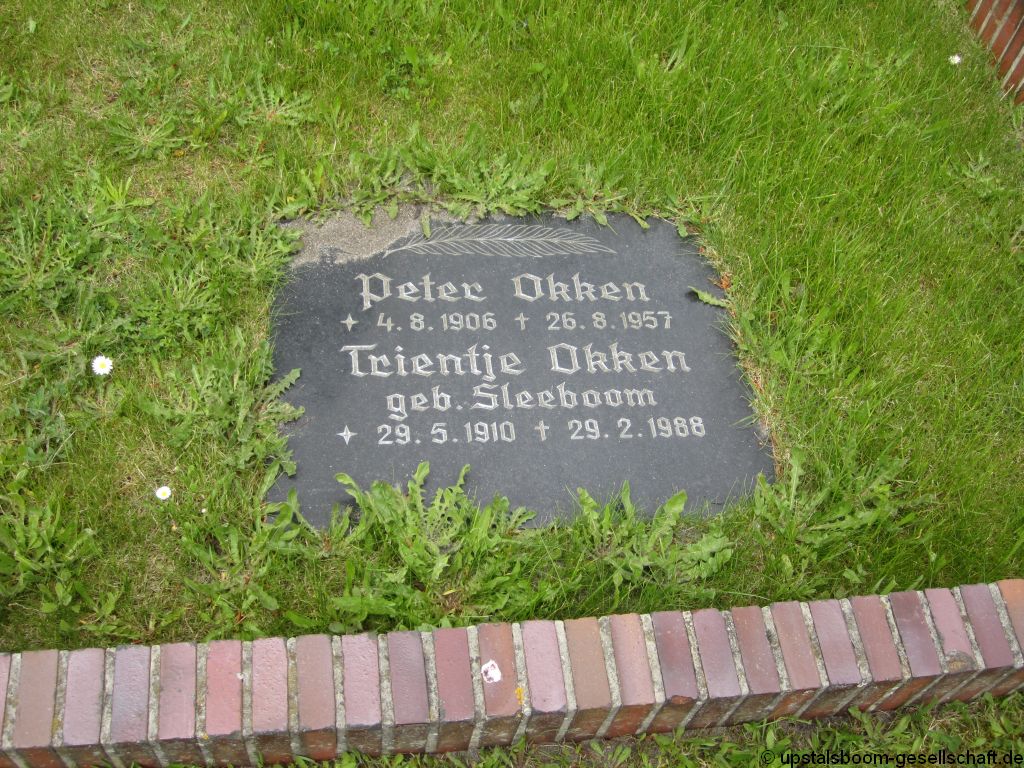 Peter Okken
✦ 4. 8. 1906 † 26. 8. 1957
Trientje Okken
geb. Sleeboom
✦ 29. 5. 1910 † 29. 2. 1988
© upstalsboom-gesellschaft.de